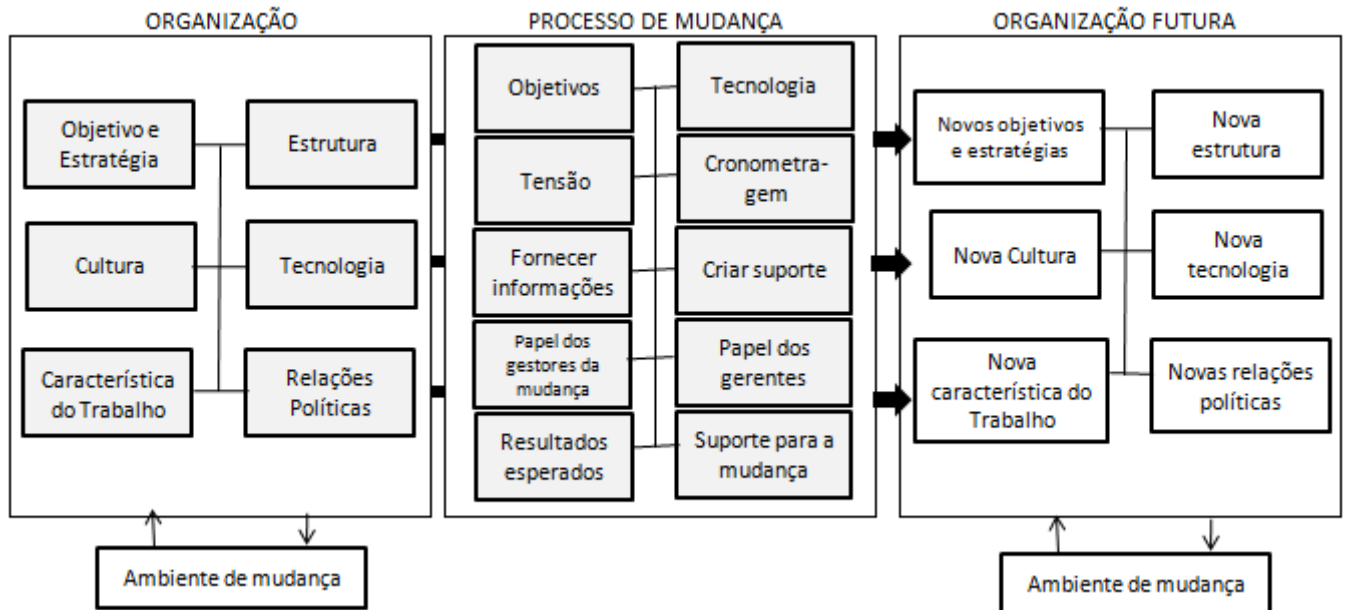 ORGANIZAÇÃO
Objetivo e
Estratégia
Estrutura
Cultura
Tecnologia
Característica
do Trabalho
Relações
Políticas
Ambiente de mudança
PROCESSO DE MUDANÇA
Objetivos
Tecnologia
Tensão
Cronometra-
gem
Fornecer
informações
Criar suporte
Papel dos
gestores da
mudança
Papel dos
gerentes
Resultados
esperados
Suporte para a
mudança
ORGANIZAÇÃO FUTURA
Novos objetivos
e estratégias
Nova
estrutura
Nova Cultura
Nova
tecnologia
Nova
característica do
Trabalho
Novas relações
políticas
Ambiente de mudança